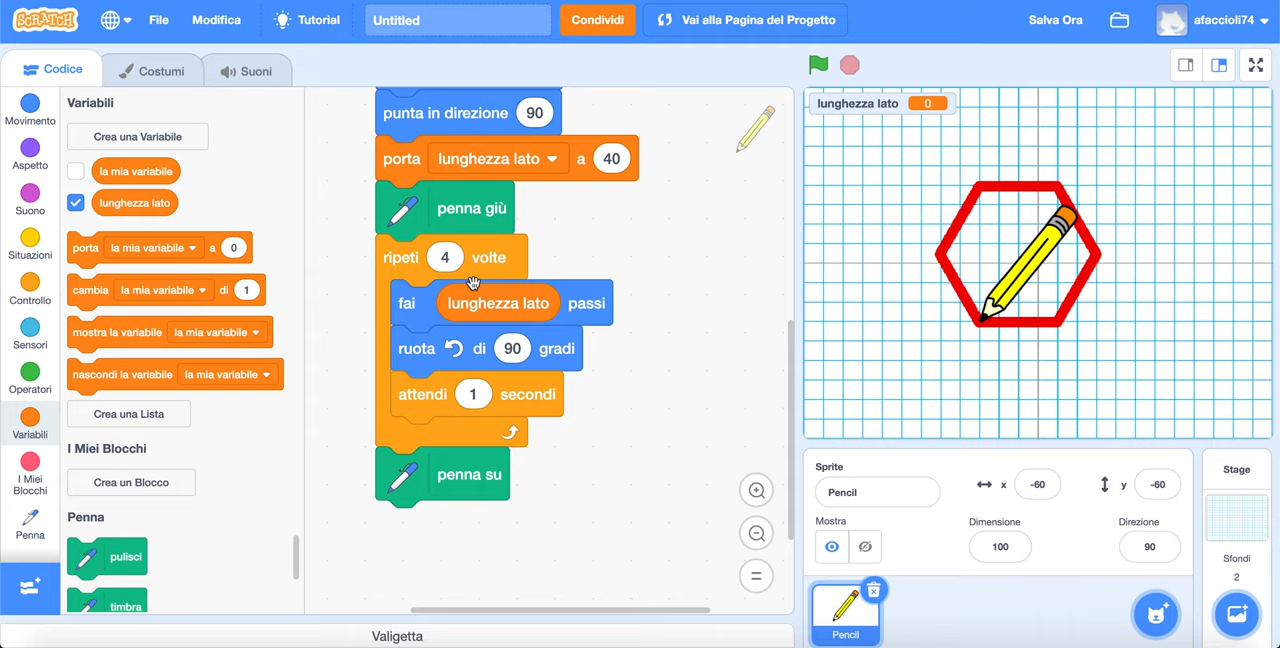 SCRATCH File Modifica Tutorial Untitled Condividi Vai alla Pagina del Progetto Salva Ora afaccioli74
Codice Costumi Suoni
Movimento
Aspetto
Suono
Situazioni
Controllo
Sensori
Operatori
Variabili
I Miei
Blocchi
Penna
Variabili
Crea una Variabile
la mia variabile
lunghezza lato
porta la mia variabile a 0
cambia la mia variabile di 1
mostra la variabile la mia variabile
nascondi la variabile la mia variabile
Crea una Lista
I Miei Blocchi
Crea un Blocco
Penna
pulisci
timbra
punta in direzione 90
porta lunghezza lato a 40
penna giù
ripeti 4 volte
fai lunghezza lato passi
ruota di 90 gradi
attendi 1 secondi
penna su
Valigetta
lunghezza lato 0
Sprite
Pencil
x -60
y -60
Mostra
Dimensione
100
Direzione
90
Pencil
Stage
Sfondi
2